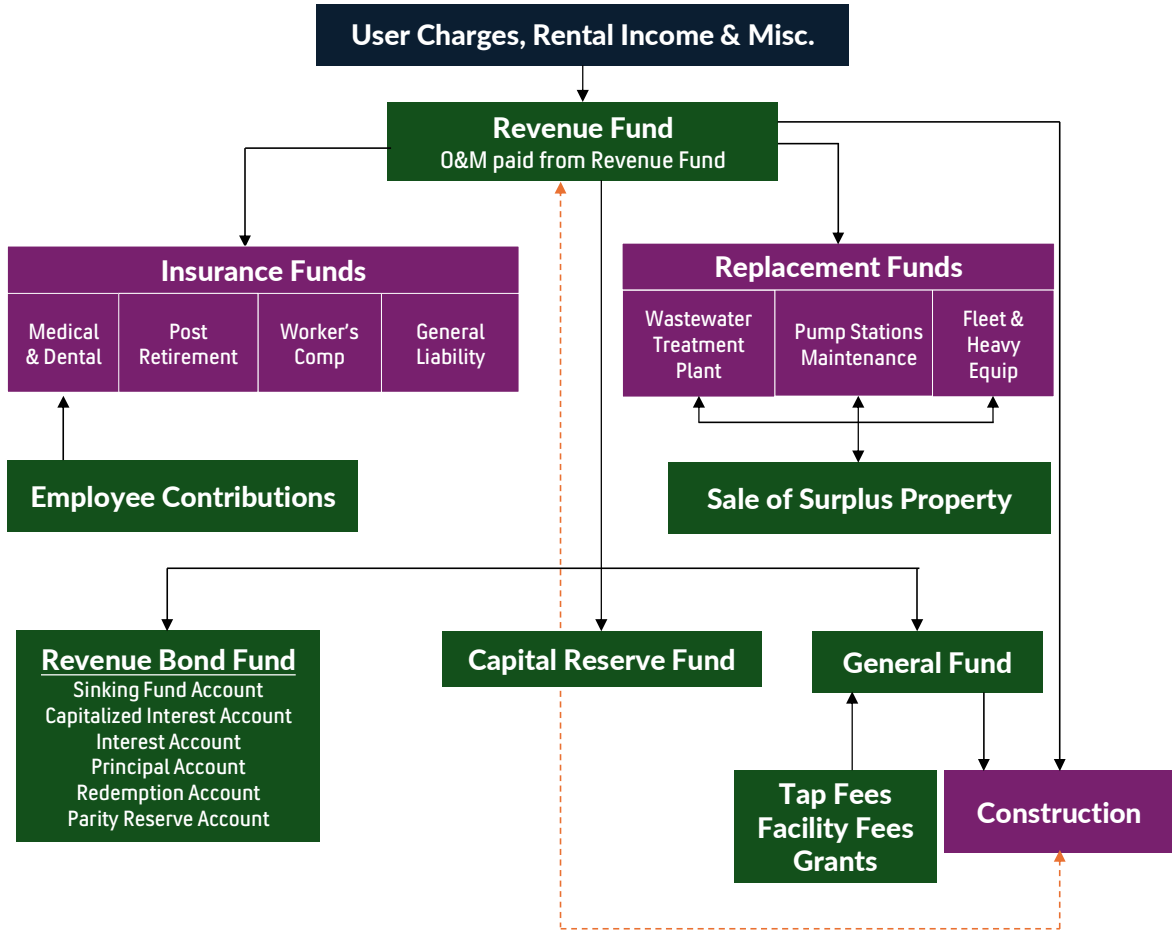 User Charges, Rental Income & Misc.
Revenue Fund
O&M paid from Revenue Fund
Insurance Funds
Medical
& Dental
Post
Retirement
Worker's
Comp
General
Liability
Replacement Funds
Wastewater
Treatment
Plant
Pump Stations
Maintenance
Fleet &
Heavy
Equip
Employee Contributions
Sale of Surplus Property
Revenue Bond Fund
Sinking Fund Account
Capitalized Interest Account
Interest Account
Principal Account
Redemption Account
Parity Reserve Account
Capital Reserve Fund
General Fund
Tap Fees
Facility Fees
Grants
Construction